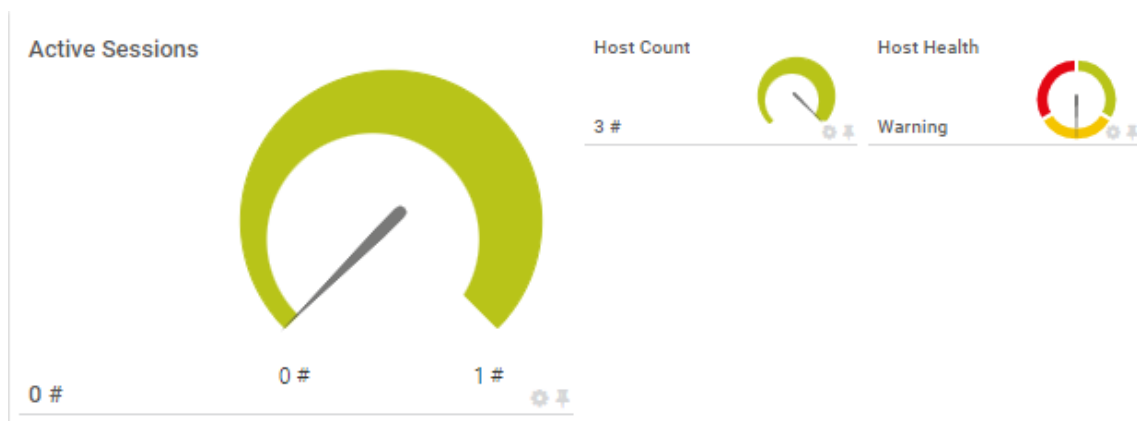 Active Sessions
0 #
1 #
0 #
Host Count
3 #
Host Health
Warning